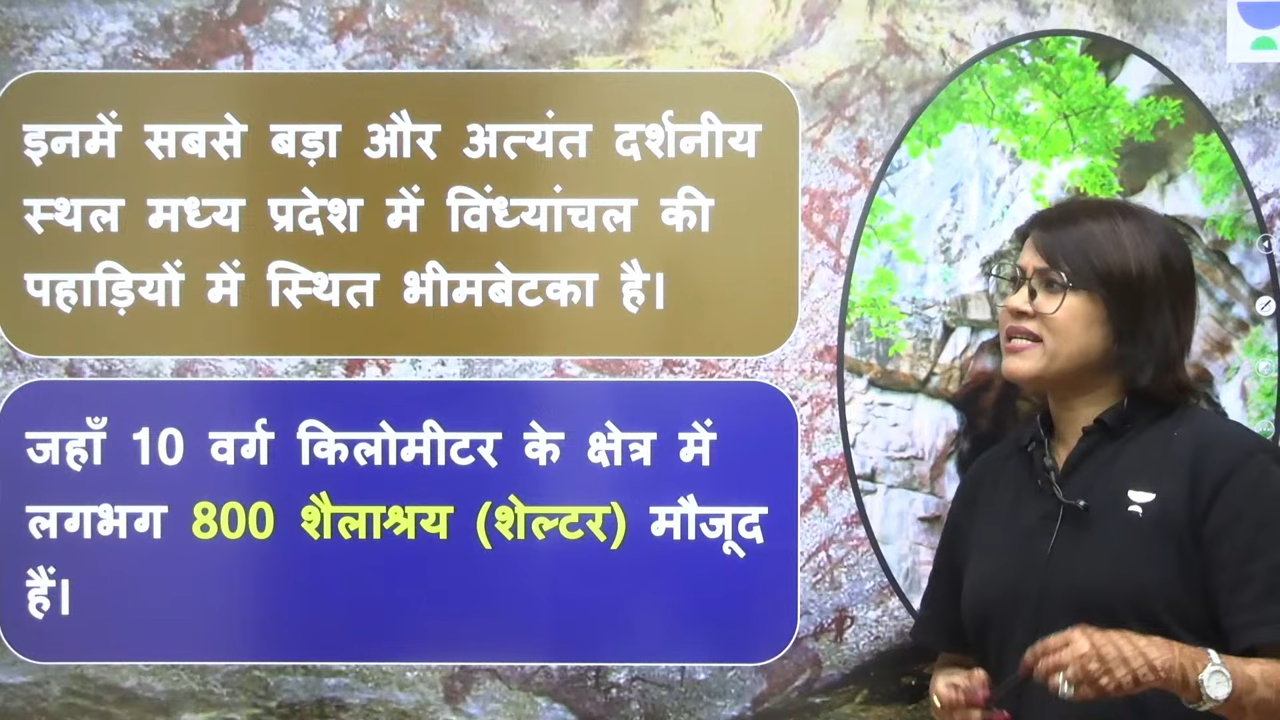 इनमें सबसे बड़ा और अत्यंत दर्शनीय
स्थल मध्य प्रदेश में विंध्यांचल की
पहाड़ियों में स्थित भीमबेटका है।
जहाँ 10 वर्ग किलोमीटर के क्षेत्र में
लगभग 800 शैलाश्रय (शेल्टर) मौजूद
हैं।